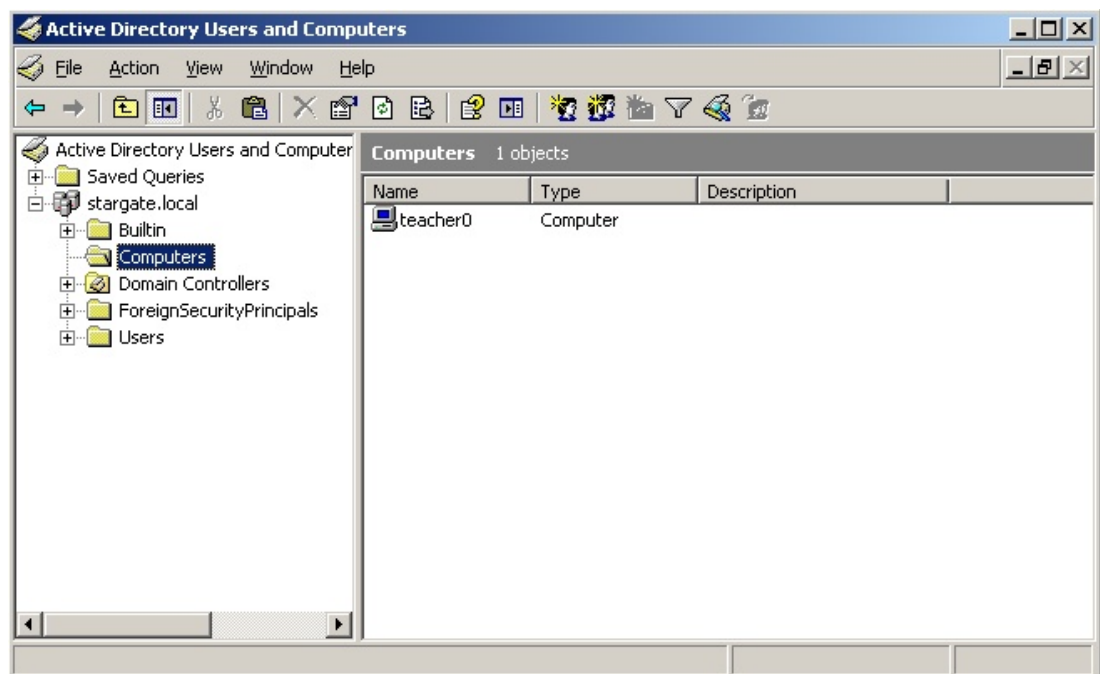 Active Directory Users and Computers
File Action View Window Help
Active Directory Users and Computer
Saved Queries
stargate.local
Builtin
Computers
Domain Controllers
ForeignSecurityPrincipals
Users
Computers 1 objects
Name Type Description
teacher0 Computer